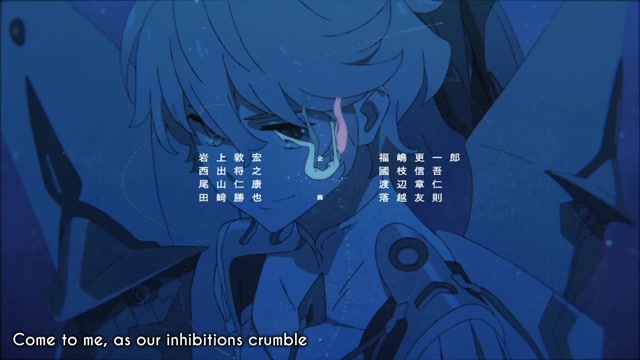 岩上敦宏
西出将之
尾山仁康
田﨑勝也
企画
福嶋更一郎
國枝信吾
渡辺章仁
落越友則
Come to me, as our inhibitions crumble